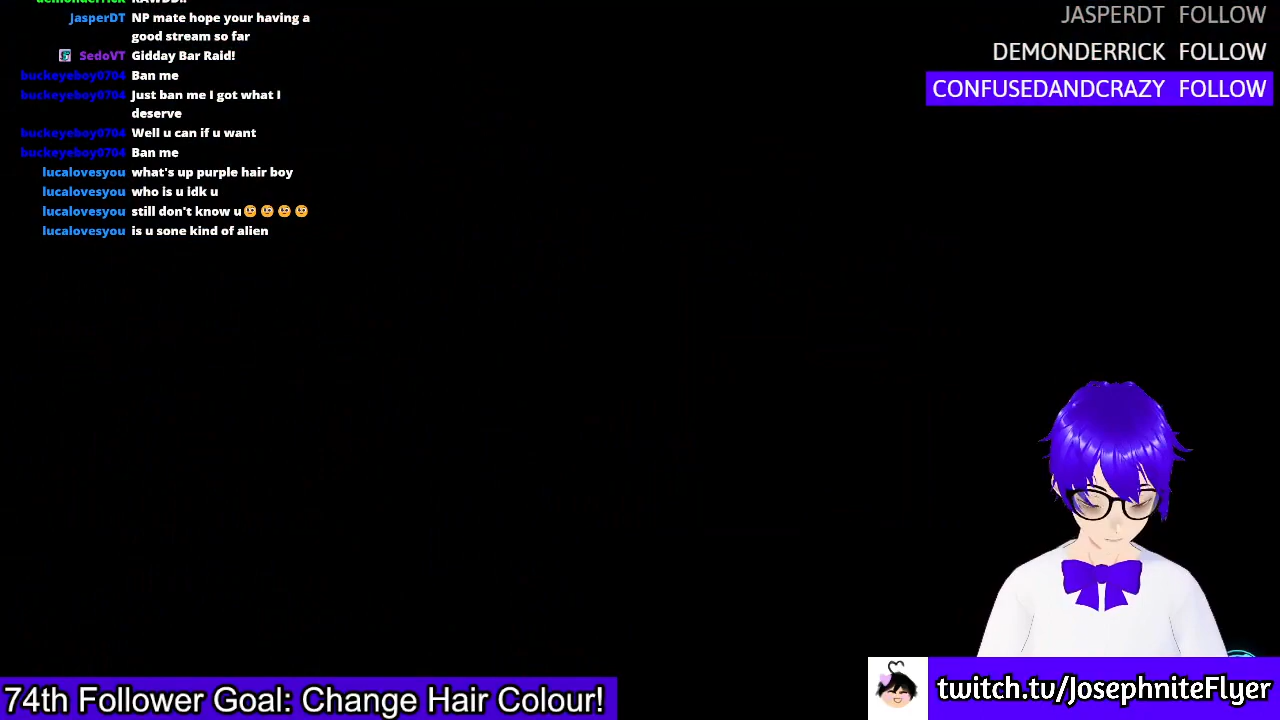 demonderrick RAWDD!!
JasperDT NP mate hope your having a
good stream so far
SedoVT Gidday Bar Raid!
buckeyeboy0704 Ban me
buckeyeboy0704 Just ban me I got what I
deserve
buckeyeboy0704 Well u can if u want
buckeyeboy0704 Ban me
lucalovesyou what's up purple hair boy
lucalovesyou who is u idk u
lucalovesyou still don't know u🤨 🤨 🤨 🤨
lucalovesyou is u sone kind of alien
JASPERDT FOLLOW
DEMONDERRICK FOLLOW
CONFUSEDANDCRAZY FOLLOW
74th Follower Goal: Change Hair Colour!
twitch.tv/JosephniteFlyer